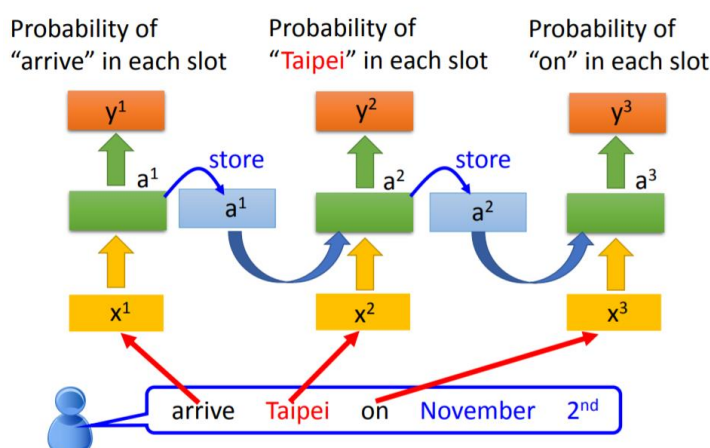 Probability of
"arrive" in each slot
Probability of
"Taipei" in each slot
Probability of
"on" in each slot
y¹
y²
y³
store
store
a¹
a²
a³
a¹
a²
x¹
x²
x³
arrive Taipei on November 2nd